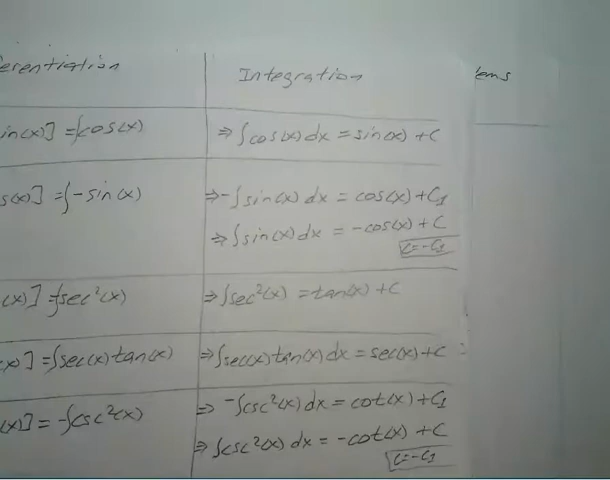 erentiation
Integration
ems
in(x)] = ∫cos(x)
⇒ ∫cos(x) dx = sin(x) + C
s(x)] = ∫-sin(x)
⇒ -∫sin(x) dx = cos(x) + C₁
⇒ ∫sin(x) dx = -cos(x) + C
C=-C₁
(x)] = ∫sec²(x)
⇒ ∫sec²(x) = tan(x) + C
x)] = ∫sec(x)tan(x)
⇒ ∫sec(x)tan(x) dx = sec(x) + C
(x)] = -∫csc²(x)
⇒ -∫csc²(x) dx = cot(x) + C₁
⇒ ∫csc²(x) dx = -cot(x) + C
C=-C₁